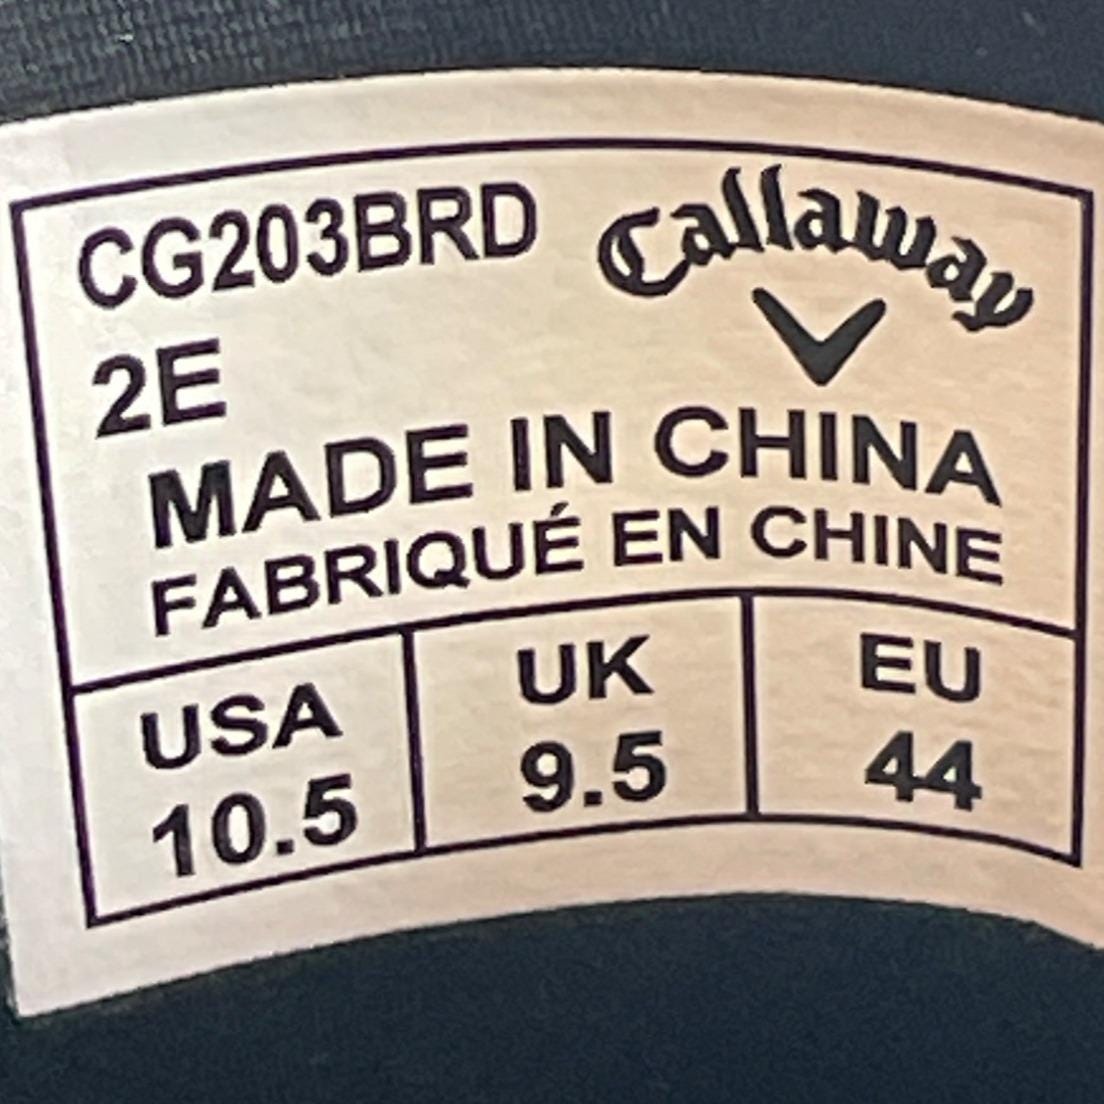 CG203BRD
Callaway
2E
MADE IN CHINA
FABRIQUÉ EN CHINE
USA UK EU
10.5 9.5 44